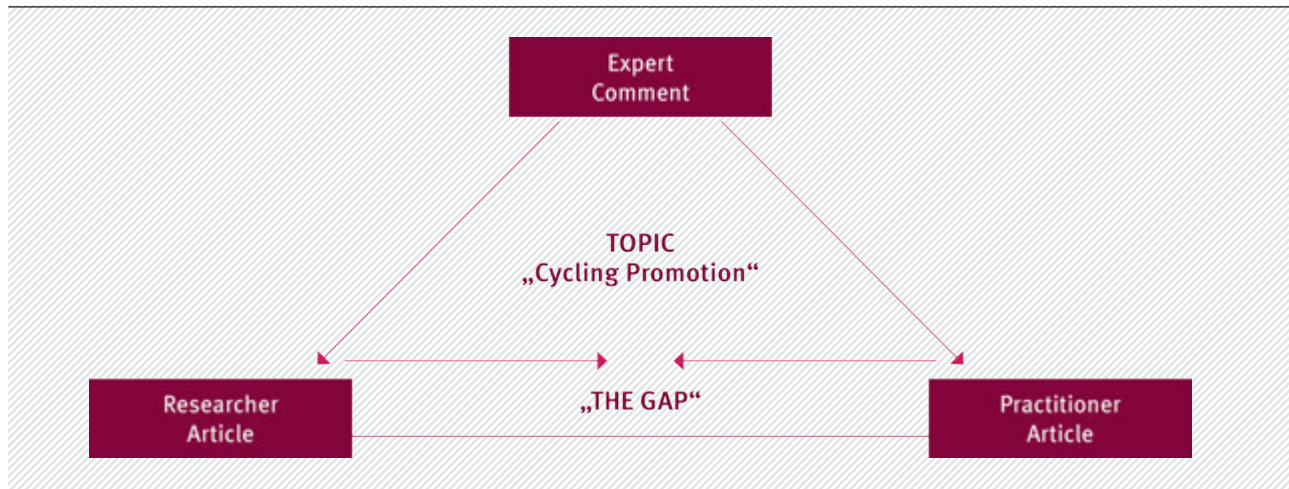 Expert
Comment
TOPIC
„Cycling Promotion“
„THE GAP“
Researcher
Article
Practitioner
Article